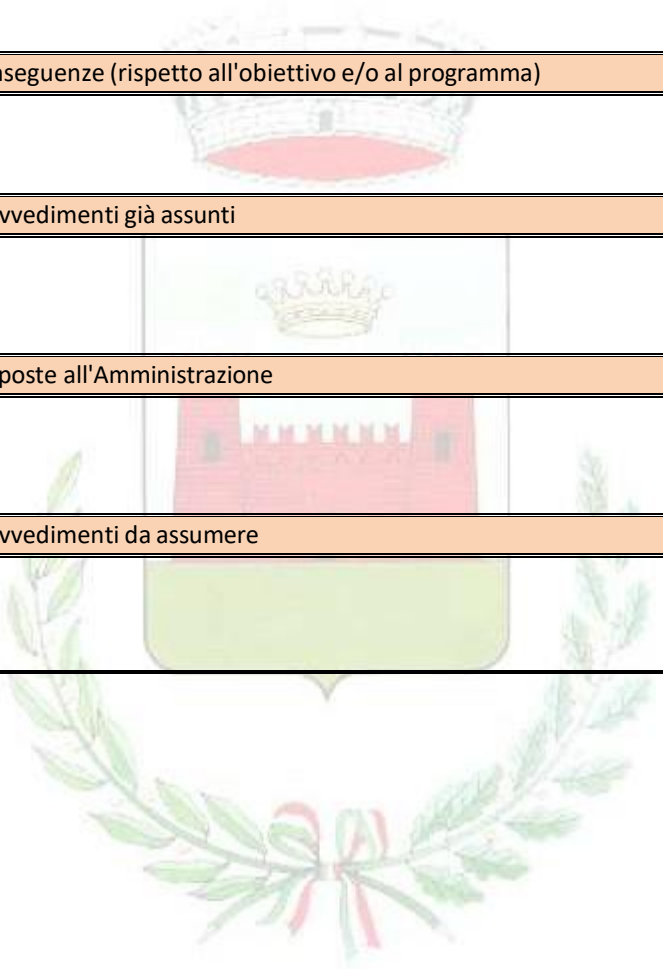 nseguenze (rispetto all'obiettivo e/o al programma)
vvedimenti già assunti
poste all'Amministrazione
vvedimenti da assumere